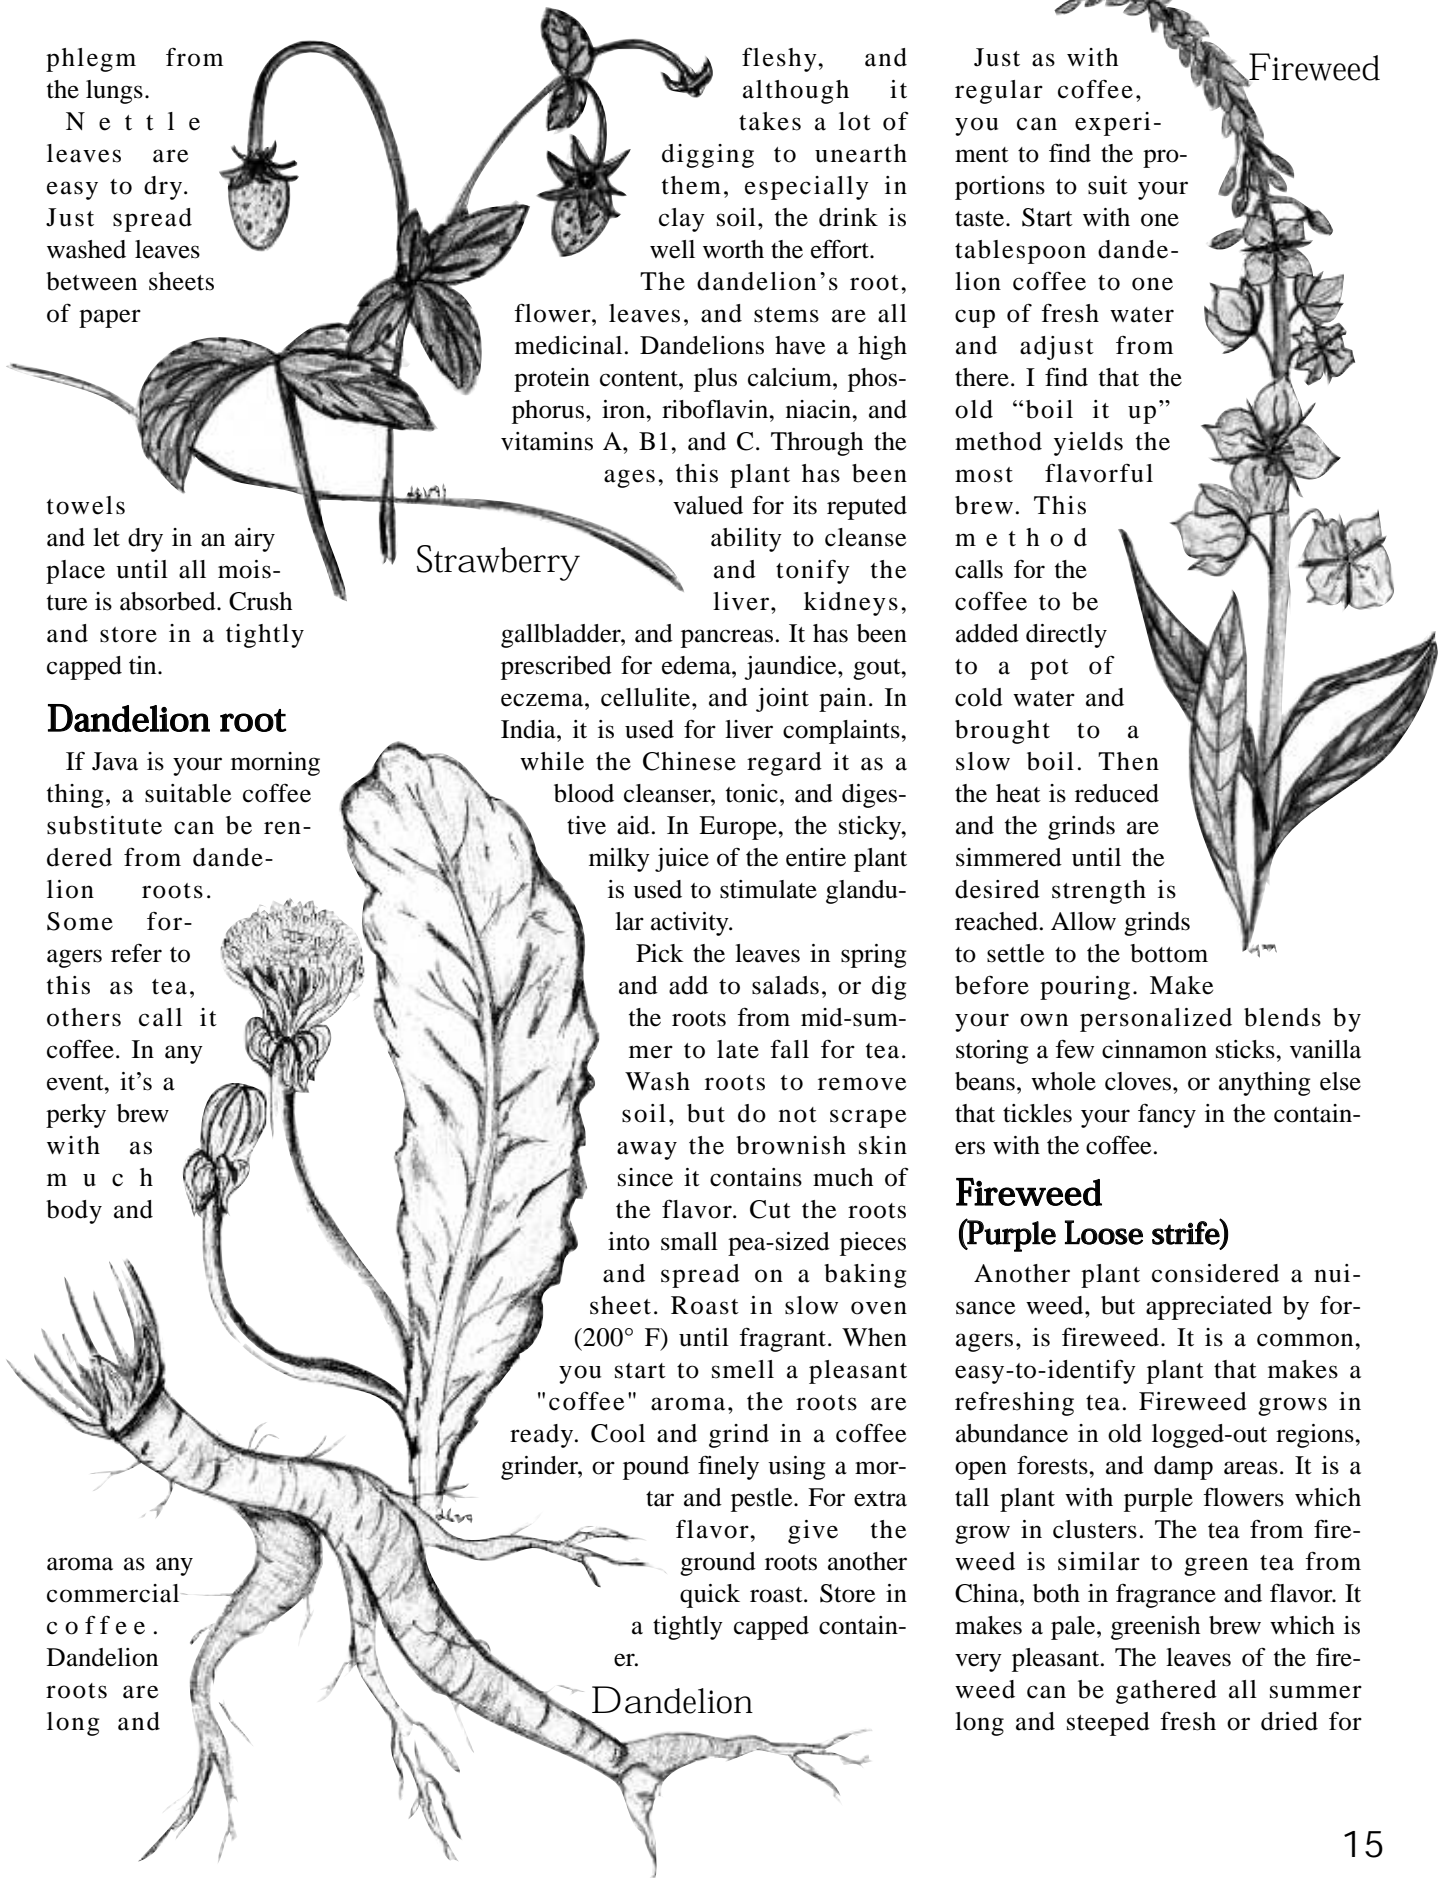 phlegm from
the lungs.
Nettle
leaves are
easy to dry.
Just spread
washed leaves
between sheets
of paper
towels
and let dry in an airy
place until all mois-
ture is absorbed. Crush
and store in a tightly
capped tin.
Dandelion root
If Java is your morning
thing, a suitable coffee
substitute can be ren-
dered from dande-
lion roots.
Some for-
agers refer to
this as tea,
others call it
coffee. In any
event, it's a
perky brew
with as
much
body and
aroma as any
commercial
coffee.
Dandelion
roots are
long and
Strawberry
fleshy, and
although it
takes a lot of
digging to unearth
them, especially in
clay soil, the drink is
well worth the effort.
The dandelion's root,
flower, leaves, and stems are all
medicinal. Dandelions have a high
protein content, plus calcium, phos-
phorus, iron, riboflavin, niacin, and
vitamins A, B1, and C. Through the
ages, this plant has been
valued for its reputed
ability to cleanse
and tonify the
liver, kidneys,
gallbladder, and pancreas. It has been
prescribed for edema, jaundice, gout,
eczema, cellulite, and joint pain. In
India, it is used for liver complaints,
while the Chinese regard it as a
blood cleanser, tonic, and diges-
tive aid. In Europe, the sticky,
milky juice of the entire plant
is used to stimulate glandu-
lar activity.
Pick the leaves in spring
and add to salads, or dig
the roots from mid-sum-
mer to late fall for tea.
Wash roots to remove
soil, but do not scrape
away the brownish skin
since it contains much of
the flavor. Cut the roots
into small pea-sized pieces
and spread on a baking
sheet. Roast in slow oven
(200° F) until fragrant. When
you start to smell a pleasant
"coffee" aroma, the roots are
ready. Cool and grind in a coffee
grinder, or pound finely using a mor-
tar and pestle. For extra
flavor, give the
ground roots another
quick roast. Store in
a tightly capped contain-
er.
Dandelion
Fireweed
Just as with
regular coffee,
you can experi-
ment to find the pro-
portions to suit your
taste. Start with one
tablespoon dande-
lion coffee to one
cup of fresh water
and adjust from
there. I find that the
old “boil it up”
method yields the
most flavorful
brew. This
method
calls for the
coffee to be
added directly
to a pot of
cold water and
brought to a
slow boil. Then
the heat is reduced
and the grinds are
simmered until the
desired strength is
reached. Allow grinds
to settle to the bottom
before pouring. Make
your own personalized blends by
storing a few cinnamon sticks, vanilla
beans, whole cloves, or anything else
that tickles your fancy in the contain-
ers with the coffee.
Fireweed
(Purple Loose strife)
Another plant considered a nui-
sance weed, but appreciated by for-
agers, is fireweed. It is a common,
easy-to-identify plant that makes a
refreshing tea. Fireweed grows in
abundance in old logged-out regions,
open forests, and damp areas. It is a
tall plant with purple flowers which
grow in clusters. The tea from fire-
weed is similar to green tea from
China, both in fragrance and flavor. It
makes a pale, greenish brew which is
very pleasant. The leaves of the fire-
weed can be gathered all summer
long and steeped fresh or dried for
15